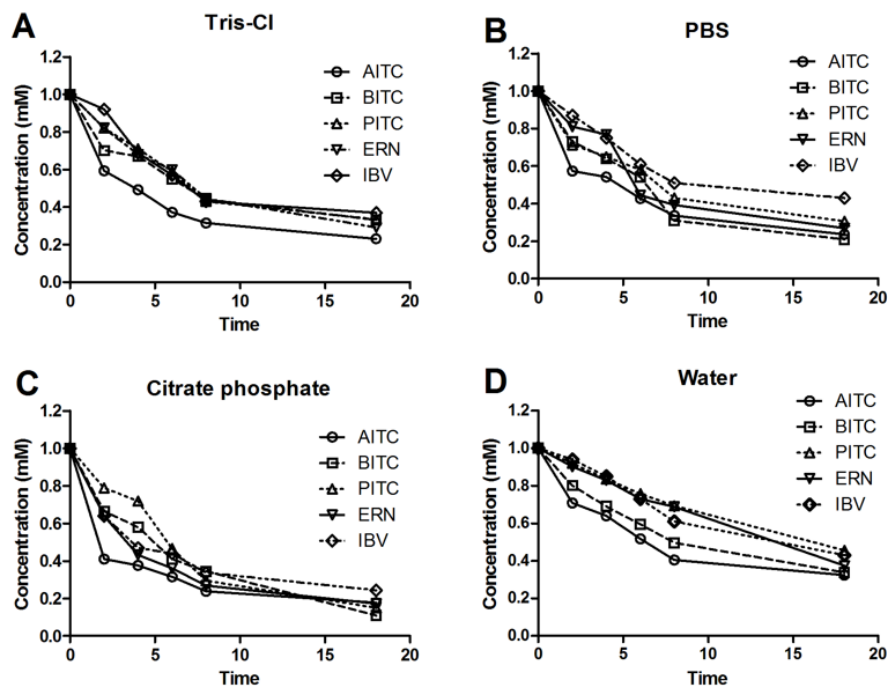 A
Tris-Cl
Concentration (mM)
1.2
1.0
0.8
0.6
0.4
0.2
0.0
0
5
10
15
20
Time
AITC
BITC
PITC
ERN
IBV
B
PBS
Concentration (mM)
1.2
1.0
0.8
0.6
0.4
0.2
0.0
0
5
10
15
20
Time
AITC
BITC
PITC
ERN
IBV
C
Citrate phosphate
Concentration (mM)
1.2
1.0
0.8
0.6
0.4
0.2
0.0
0
5
10
15
20
Time
AITC
BITC
PITC
ERN
IBV
D
Water
Concentration (mM)
1.2
1.0
0.8
0.6
0.4
0.2
0.0
0
5
10
15
20
Time
AITC
BITC
PITC
ERN
IBV